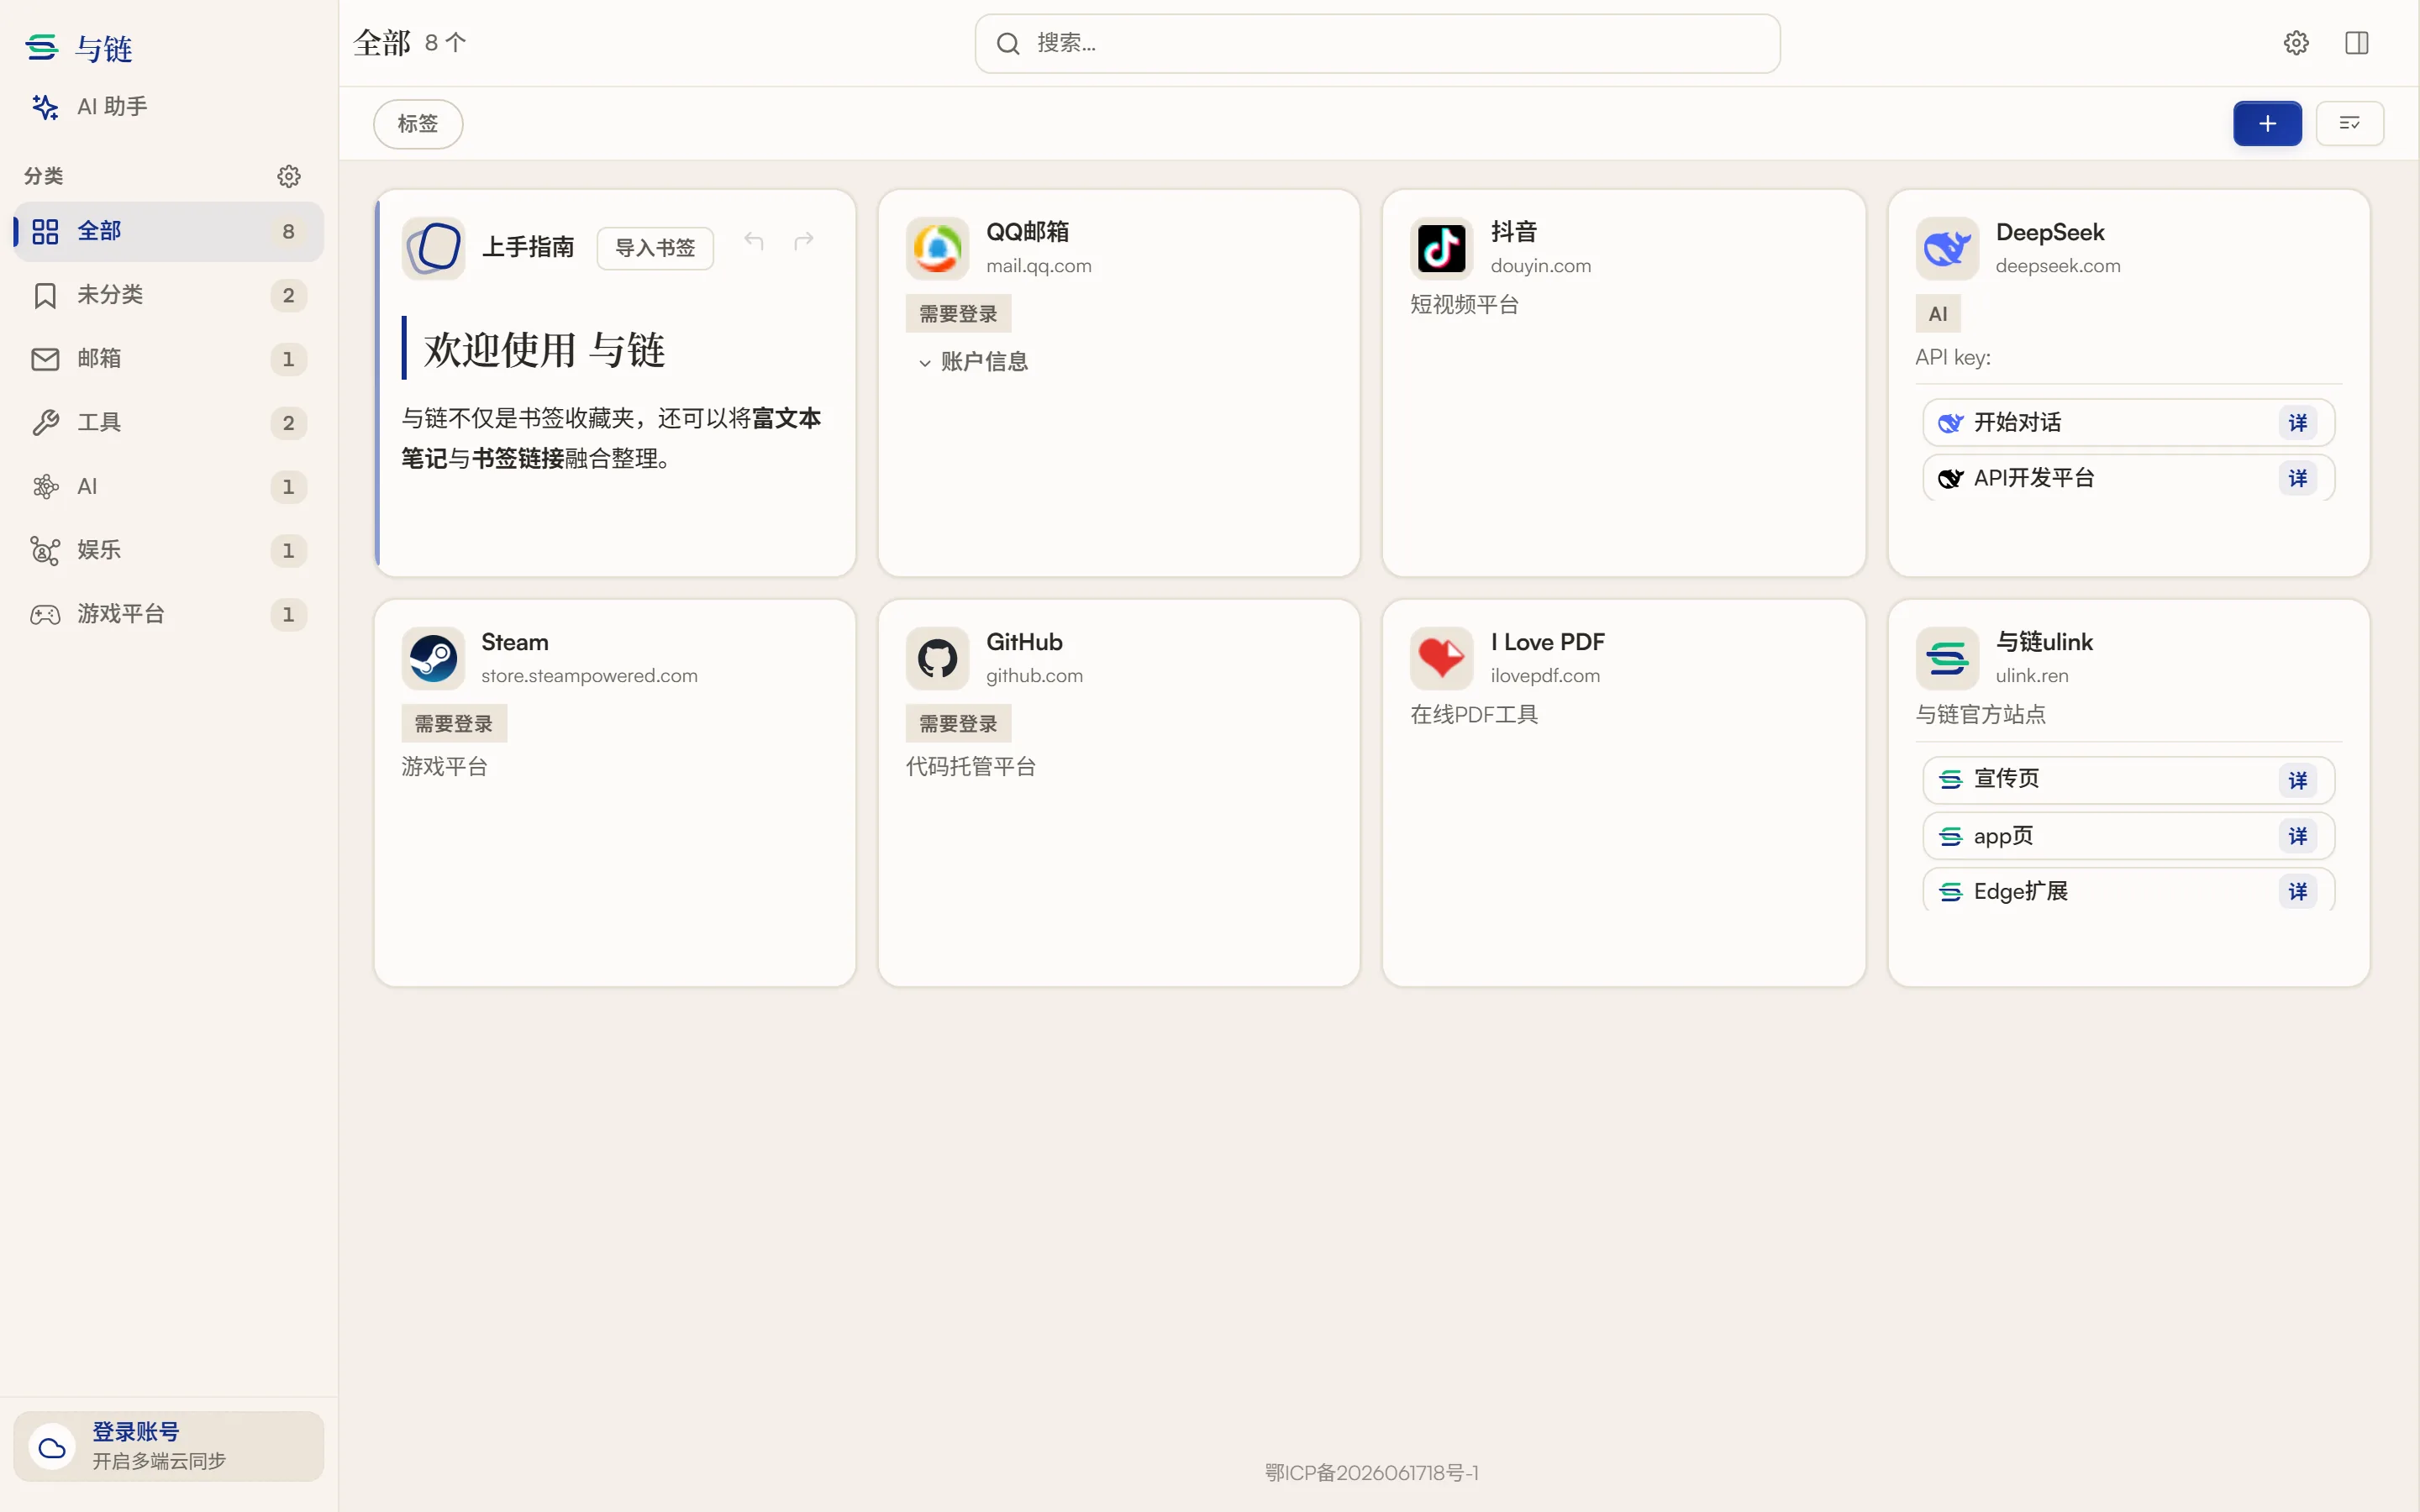 与链
AI 助手
分类
全部 8
未分类 2
邮箱 1
工具 2
AI 1
娱乐 1
游戏平台 1
登录账号
开启多端云同步
全部 8 个
搜索...
标签
上手指南 导入书签
欢迎使用 与链
与链不仅是书签收藏夹，还可以将富文本
笔记与书签链接融合整理。
QQ邮箱
mail.qq.com
需要登录
账户信息
抖音
douyin.com
短视频平台
DeepSeek
deepseek.com
AI
API key:
开始对话 详
API开发平台 详
Steam
store.steampowered.com
需要登录
游戏平台
GitHub
github.com
需要登录
代码托管平台
I Love PDF
ilovepdf.com
在线PDF工具
与链ulink
ulink.ren
与链官方站点
宣传页 详
app页 详
Edge扩展 详
鄂ICP备2026061718号-1